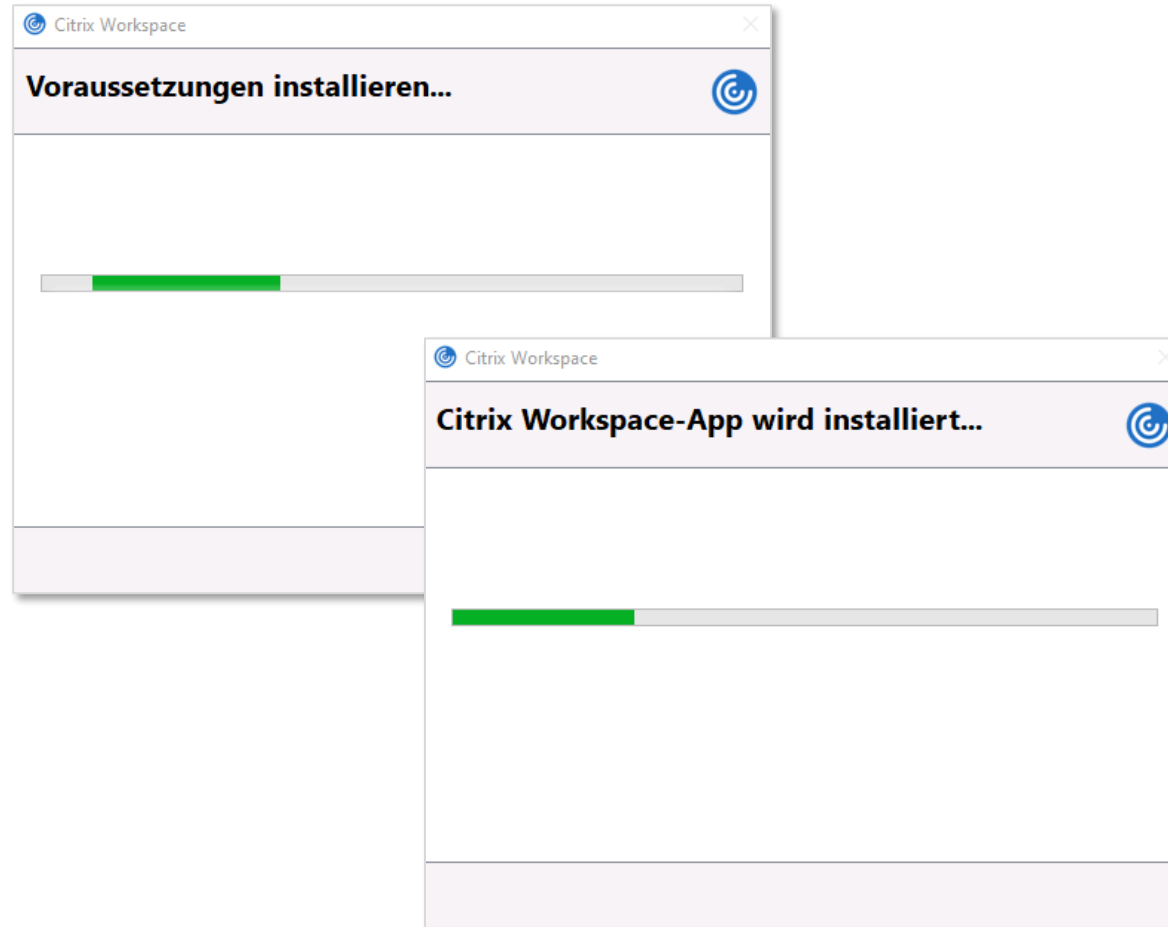 Citrix Workspace
Voraussetzungen installieren...
Citrix Workspace
Citrix Workspace-App wird installiert...